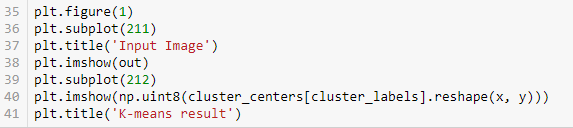 35 plt.figure(1)
36 plt.subplot(211)
37 plt.title('Input Image')
38 plt.imshow(out)
39 plt.subplot(212)
40 plt.imshow(np.uint8(cluster_centers[cluster_labels].reshape(x, y)))
41 plt.title('K-means result')